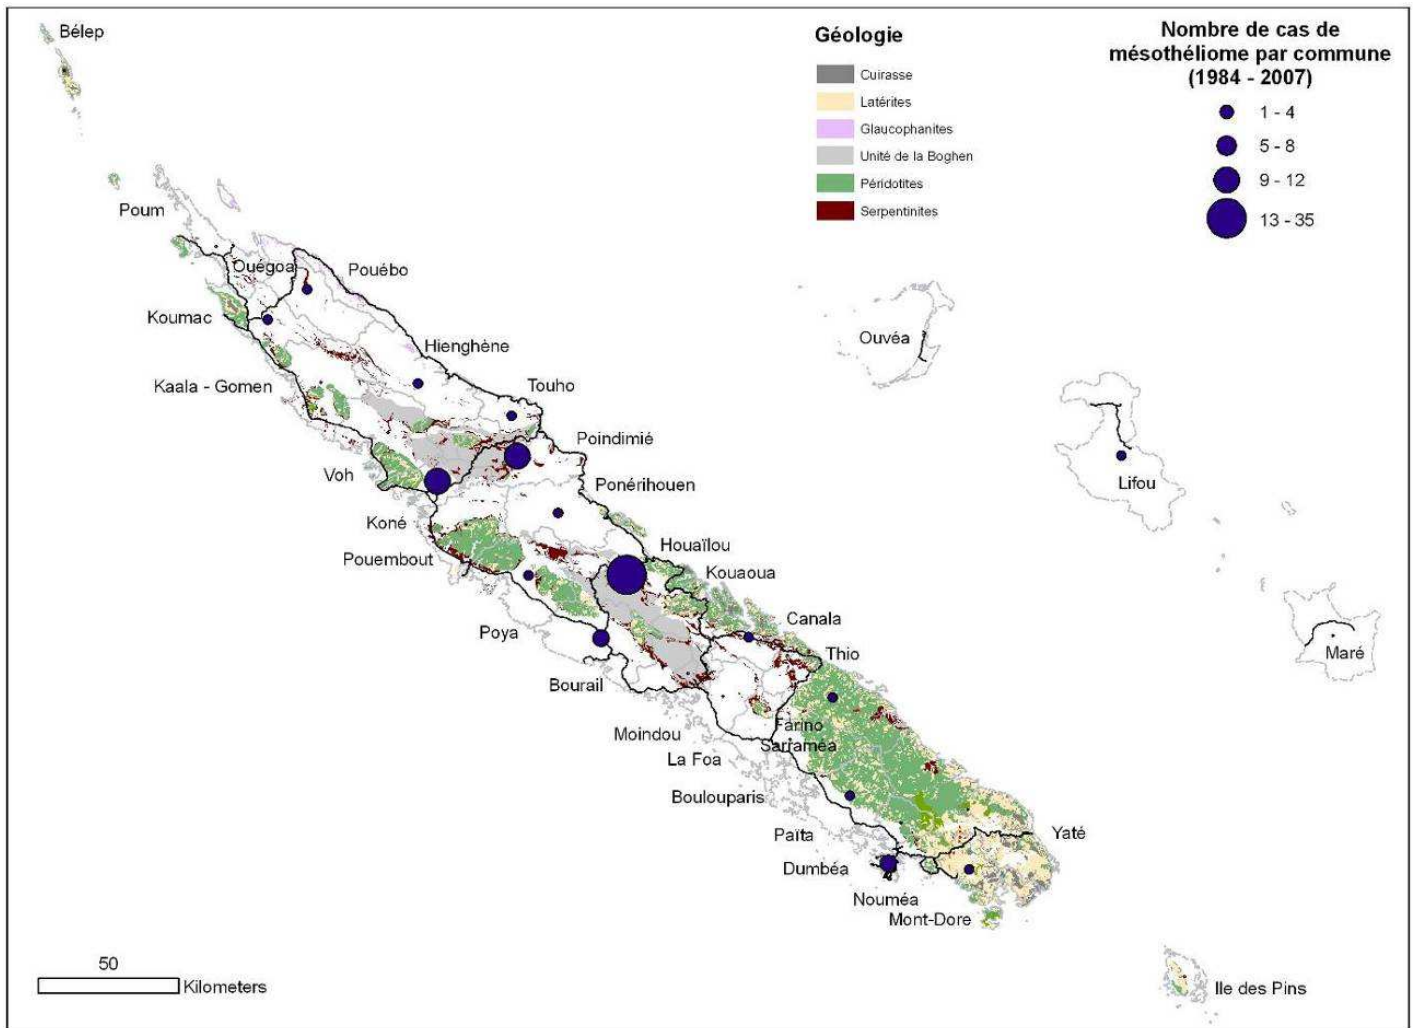 Bélep
Géologie
Cuirasse
Latérites
Glaucophanites
Unité de la Boghen
Péridotites
Serpentinites
Nombre de cas de
mésothéliome par commune
(1984 - 2007)
1 - 4
5 - 8
9 - 12
13 - 35
Poum
Ouégoa
Pouébo
Koumac
Hienghène
Ouvéa
Kaala - Gomen
Touho
Poindimié
Voh
Lifou
Ponérihouen
Koné
Houaïlou
Pouembout
Kouaoua
Canala
Poya
Thio
Maré
Bourail
Farino
Moindou
Sarraméa
La Foa
Boulouparis
Païta
Yaté
Dumbéa
Nouméa
Mont-Dore
50
Kilometers
Ile des Pins